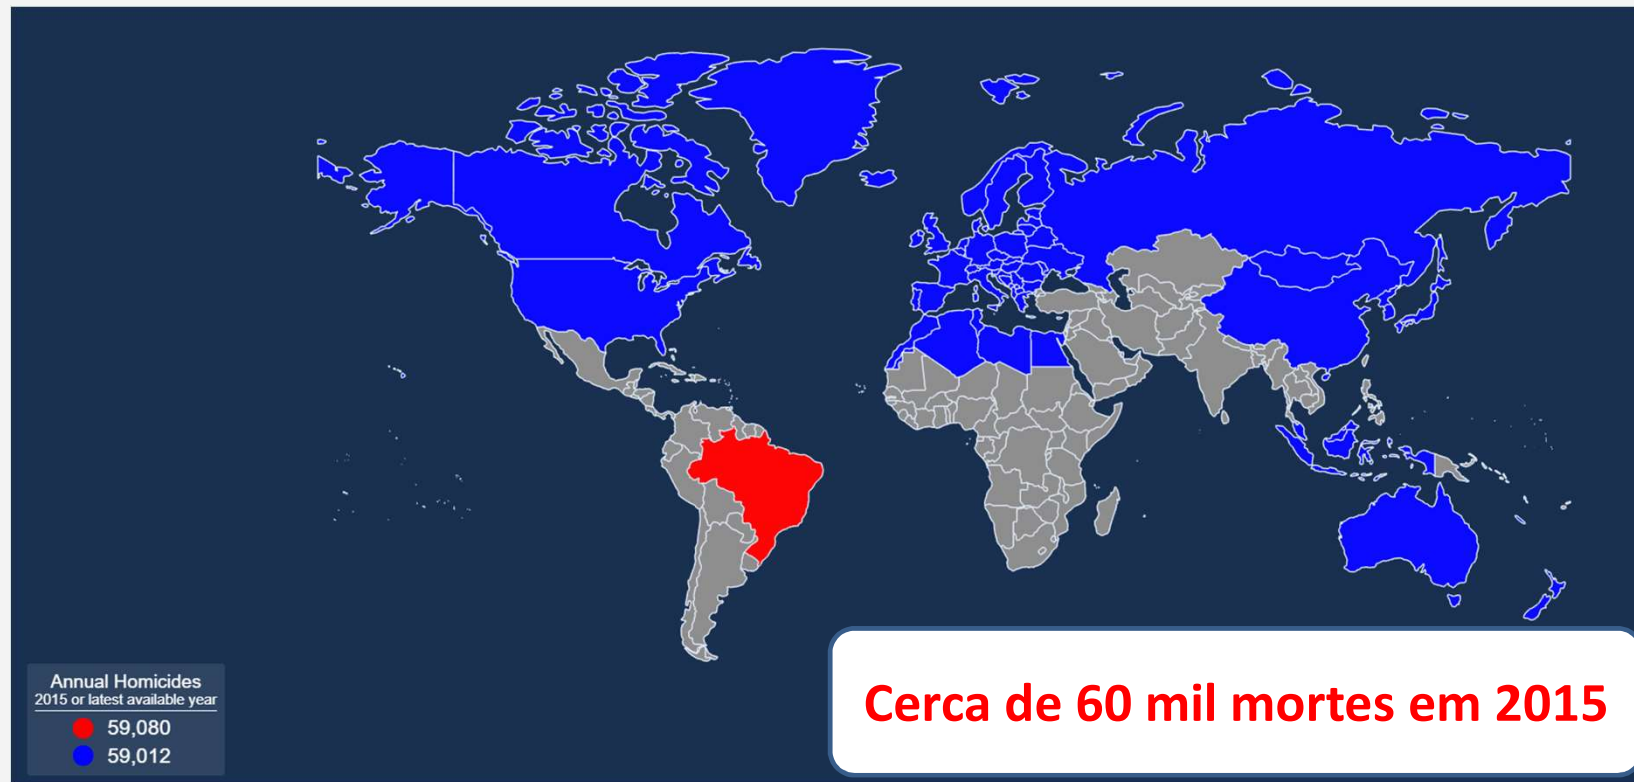 Annual Homicides
2015 or latest available year
59,080
59,012
Cerca de 60 mil mortes em 2015